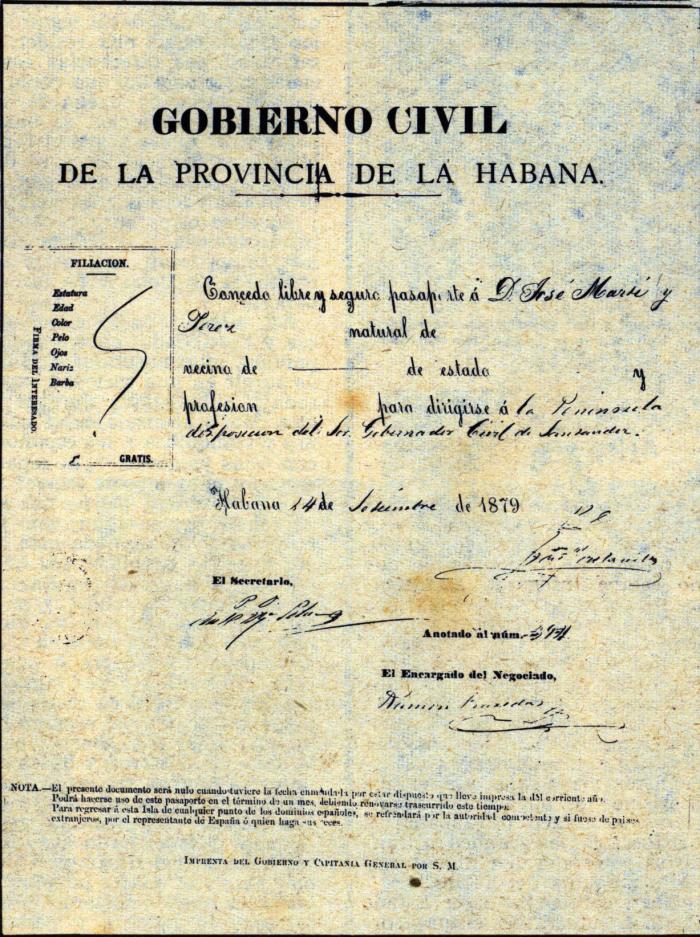 GOBIERNO CIVIL
DE LA PROVINCIA DE LA HABANA.
FILIACION.
Estatura
Edad
Color
Pelo
Ojos
Nariz
Barba
FIRMA DEL INTERESADO.
GRATIS.
Concedo libre y seguro pasaporte á D. José Martí y
Perez natural de
vecino de de estado y
profesion para dirigirse á la Peninsula
disposicion del Sor. Gobernador Civil de Santander.
Habana 14 de Setiembre de 1879
El Secretario,
Anotado al núm.
El Encargado del Negociado,
Ramon
NOTA.—El presente documento será nulo cuando tuviere la fecha enmendada por estar dispuesto que lleve impresa la del corriente año.
Podrá hacerse uso de este pasaporte en el término de un mes, debiendo renovarse trascurrido este tiempo.
Para regresar á esta Isla de cualquier punto de los dominios españoles, se refrendará por la autoridad competente y si fuese de paises
extranjeros, por el representante de España ó quien haga sus veces.
IMPRENTA DEL GOBIERNO Y CAPITANIA GENERAL POR S. M.